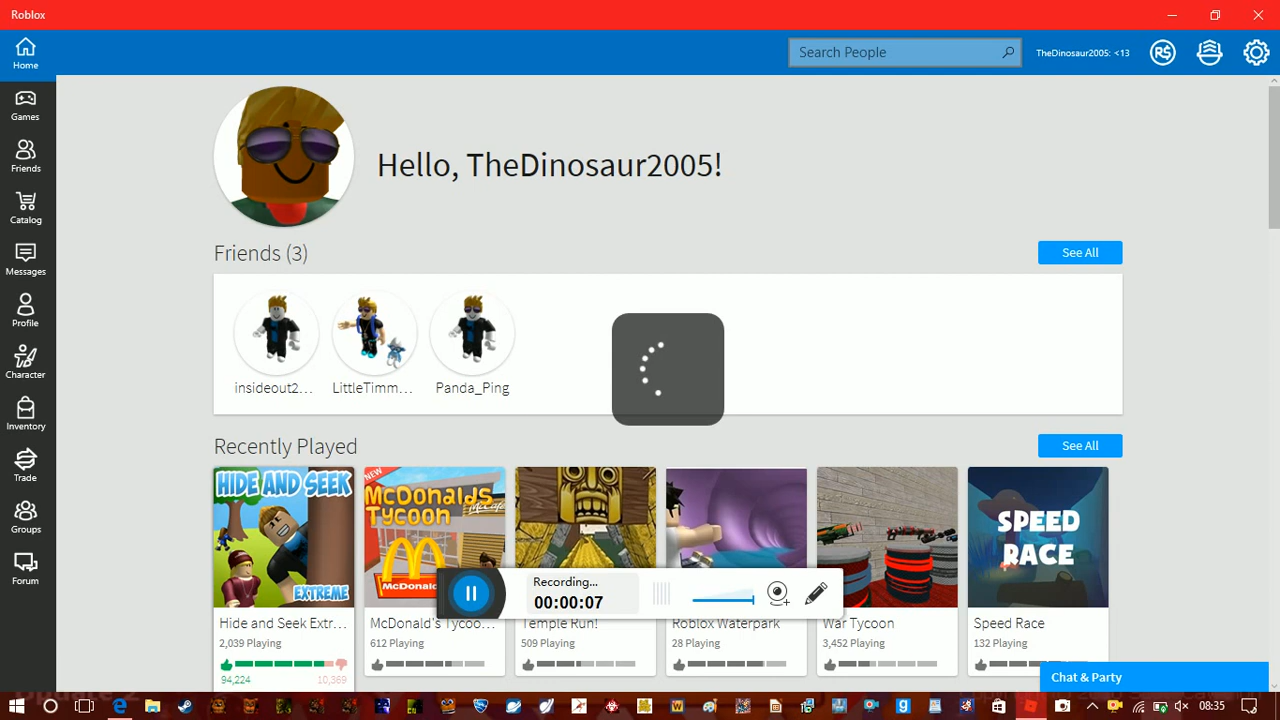 Roblox
Home
Search People
TheDinosaur2005: <13
R$
Games
Friends
Catalog
Messages
Profile
Character
Inventory
Trade
Groups
Forum
Hello, TheDinosaur2005!
Friends (3)
See All
insideout2...
LittleTimm...
Panda_Ping
Recently Played
See All
HIDE AND SEEK
EXTREME
NEW
McDONALDS
Tycoon
McDonald
SPEED
RACE
Recording...
00:00:07
Hide and Seek Extr...
2,039 Playing
94,224
10,369
McDonald's Tycoo...
612 Playing
Temple Run!
509 Playing
Roblox Waterpark
28 Playing
War Tycoon
3,452 Playing
Speed Race
132 Playing
Chat & Party
Update 2
08:35